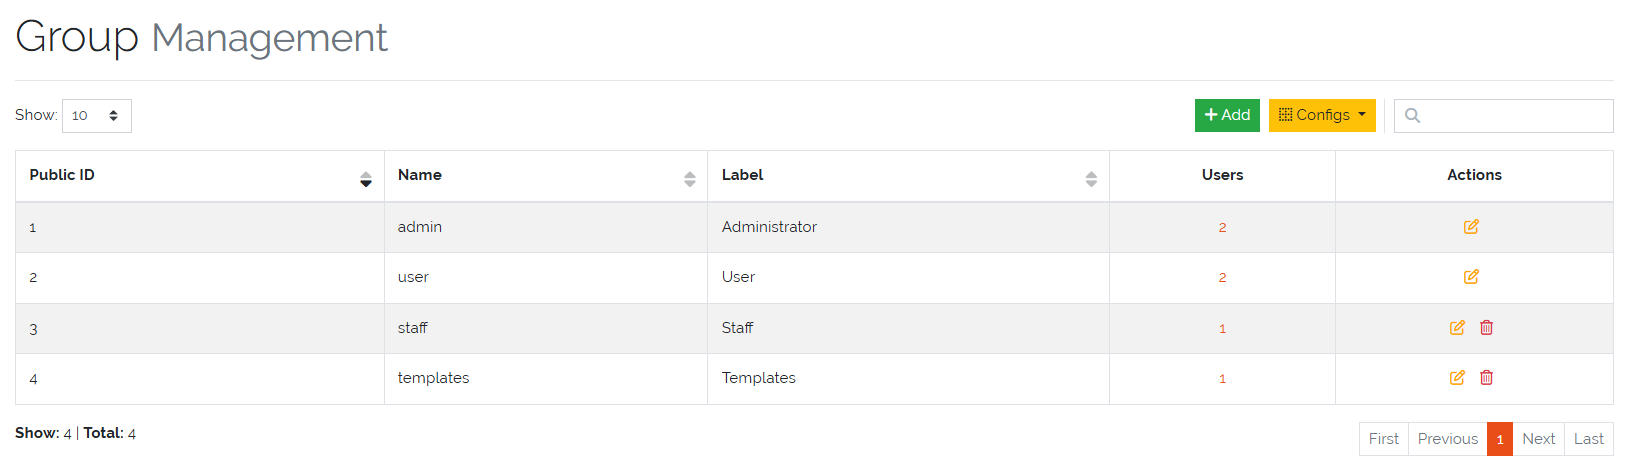 Group Management
Show: 10 Add Configs
Public ID Name Label Users Actions
1 admin Administrator 2
2 user User 2
3 staff Staff 1
4 templates Templates 1
Show: 4 | Total: 4 First Previous 1 Next Last